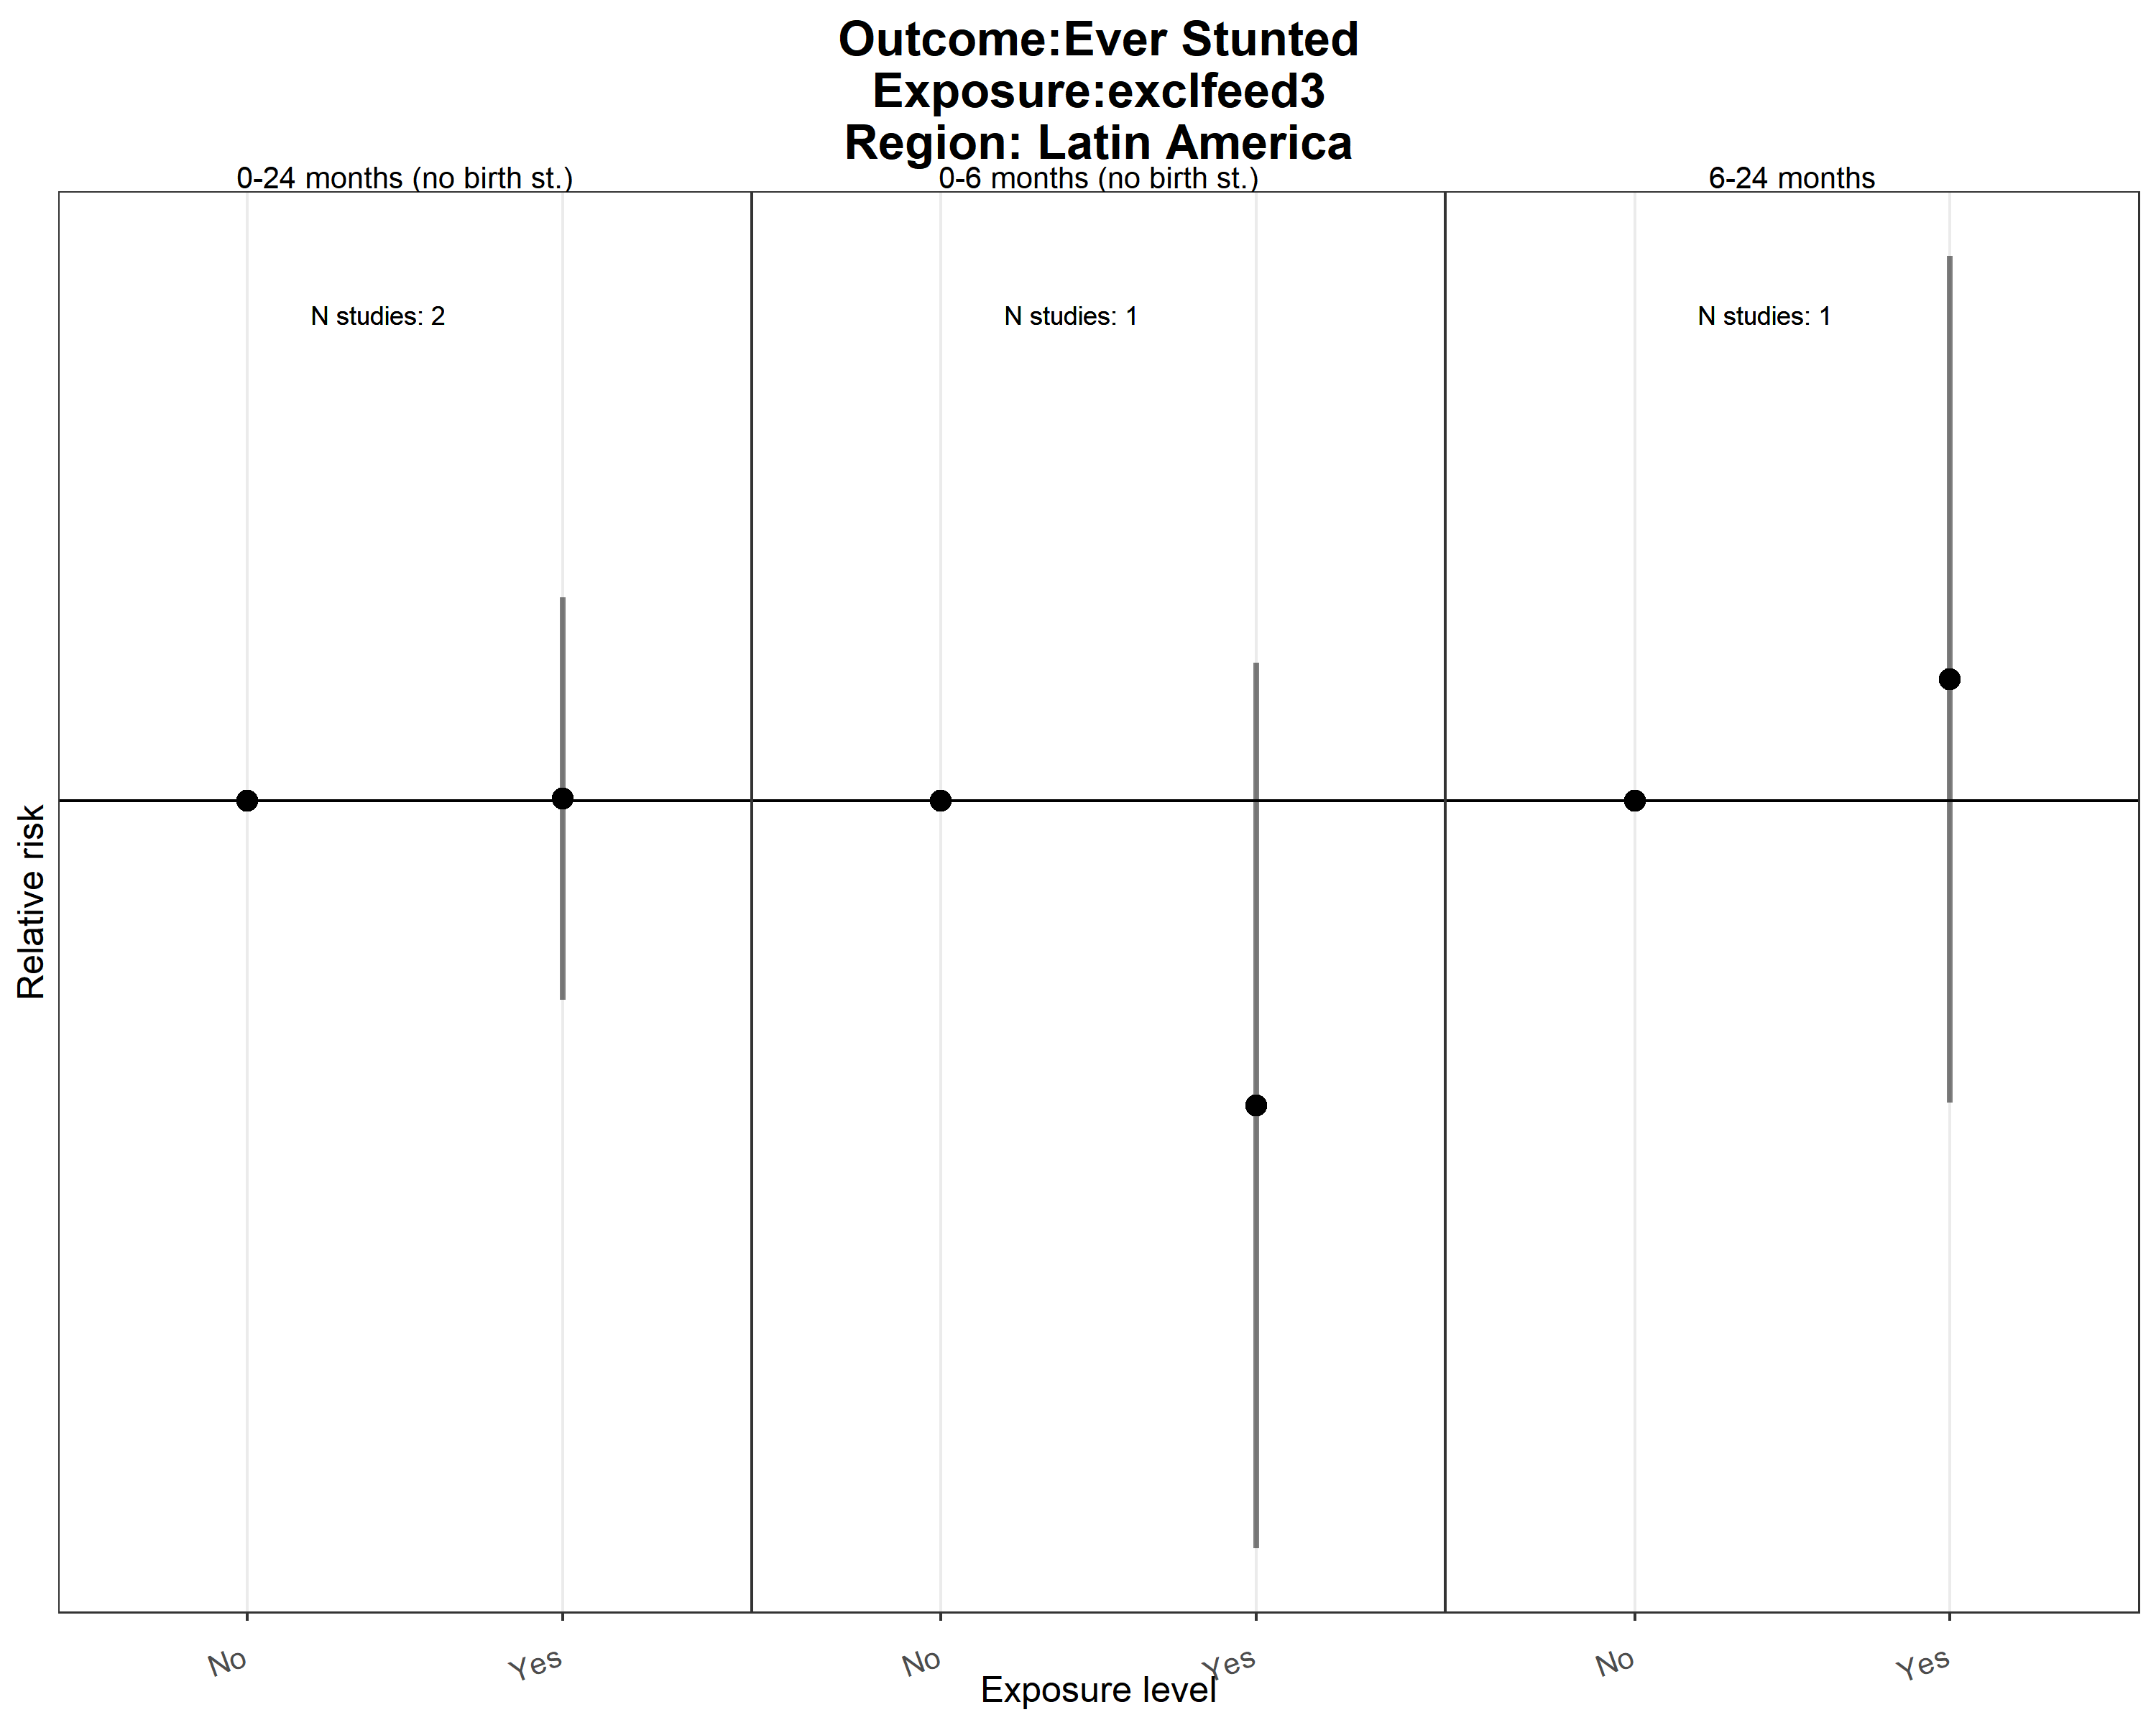 Outcome:Ever Stunted
Exposure:exclfeed3
Region: Latin America
0-24 months (no birth st.)
0-6 months (no birth st.)
6-24 months
N studies: 2
N studies: 1
N studies: 1
Relative risk
No
Yes
No
Yes
No
Yes
Exposure level